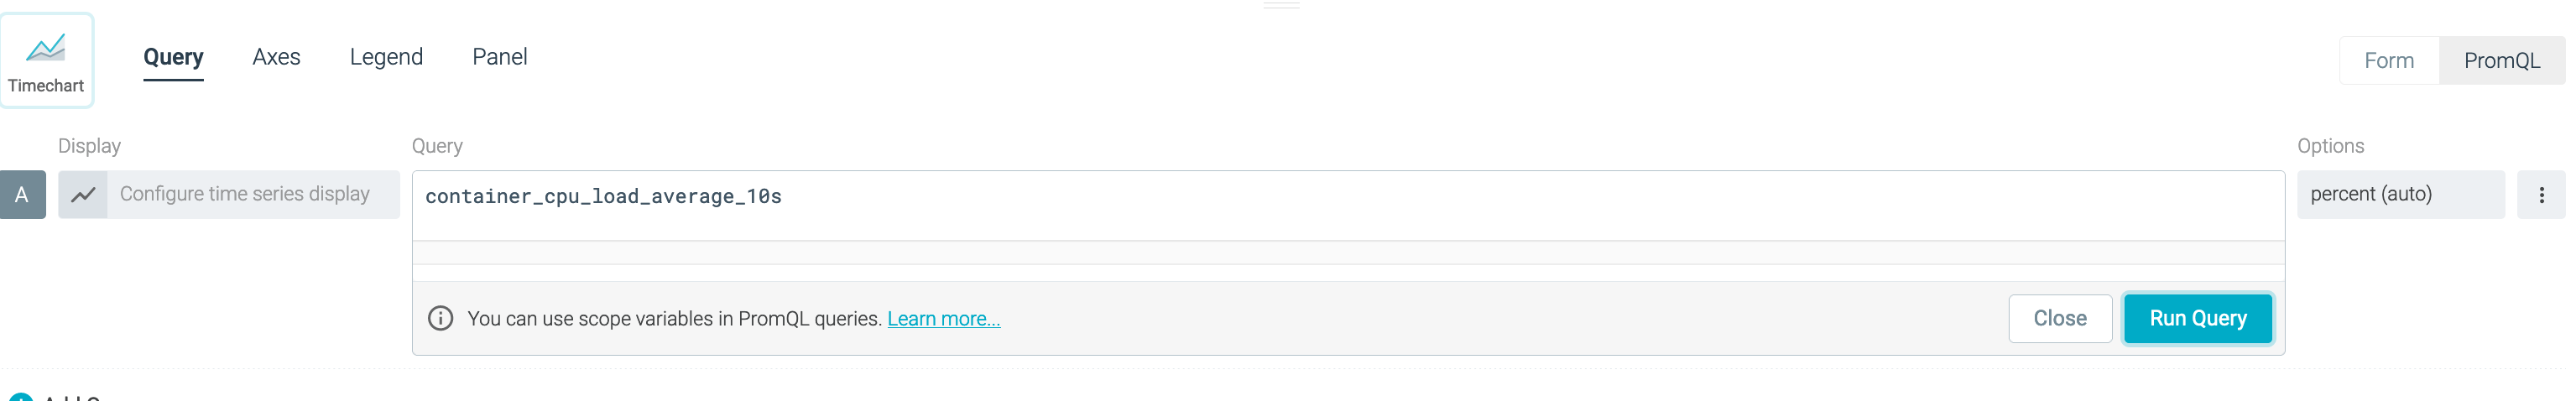 Timechart
Query Axes Legend Panel
Form PromQL
Display
Query
Options
A
Configure time series display
container_cpu_load_average_10s
percent (auto)
You can use scope variables in PromQL queries. Learn more...
Close
Run Query